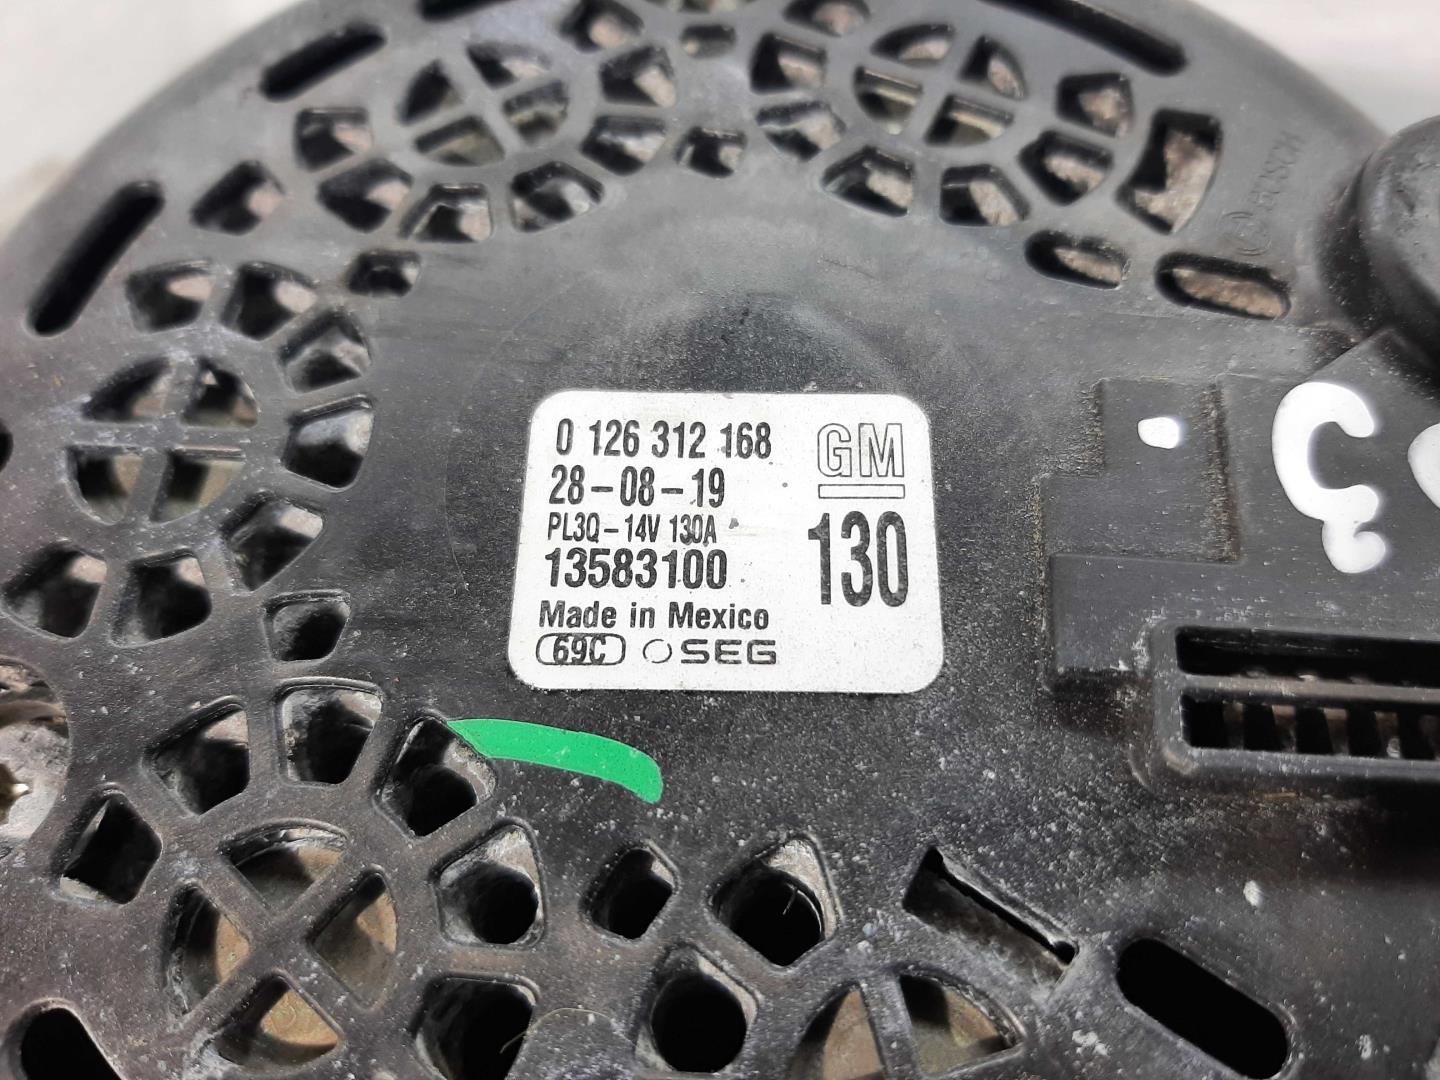 0 126 312 168
GM
28-08-19
PL3Q-14V 130A
130
13583100
Made in Mexico
69C SEG
BOSCH